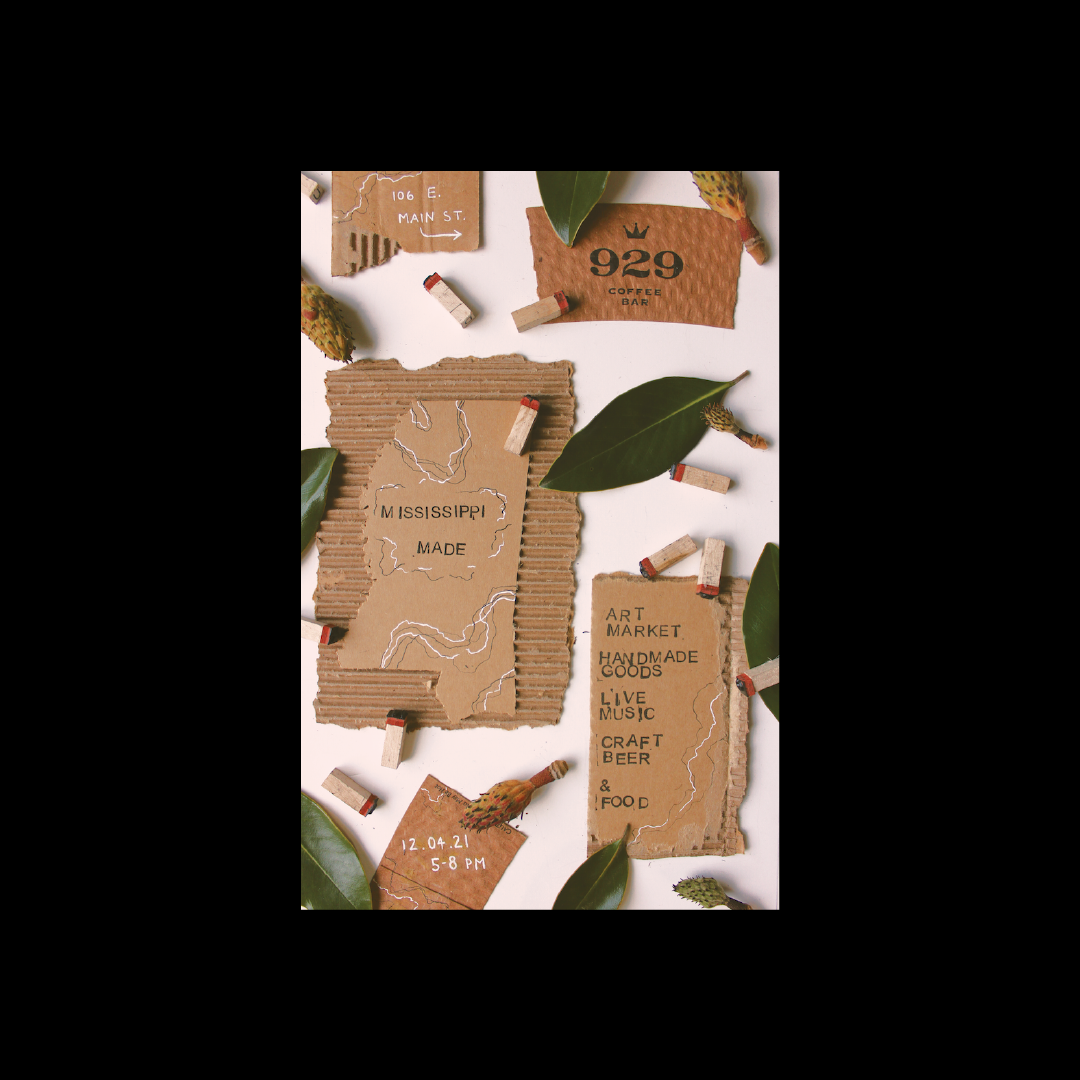 106 E.
MAIN ST.
929
COFFEE
BAR
MISSISSIPPI
MADE
ART
MARKET
HANDMADE
GOODS
LIVE
MUSIC
CRAFT
BEER
&
FOOD
12.04.21
5-8 PM